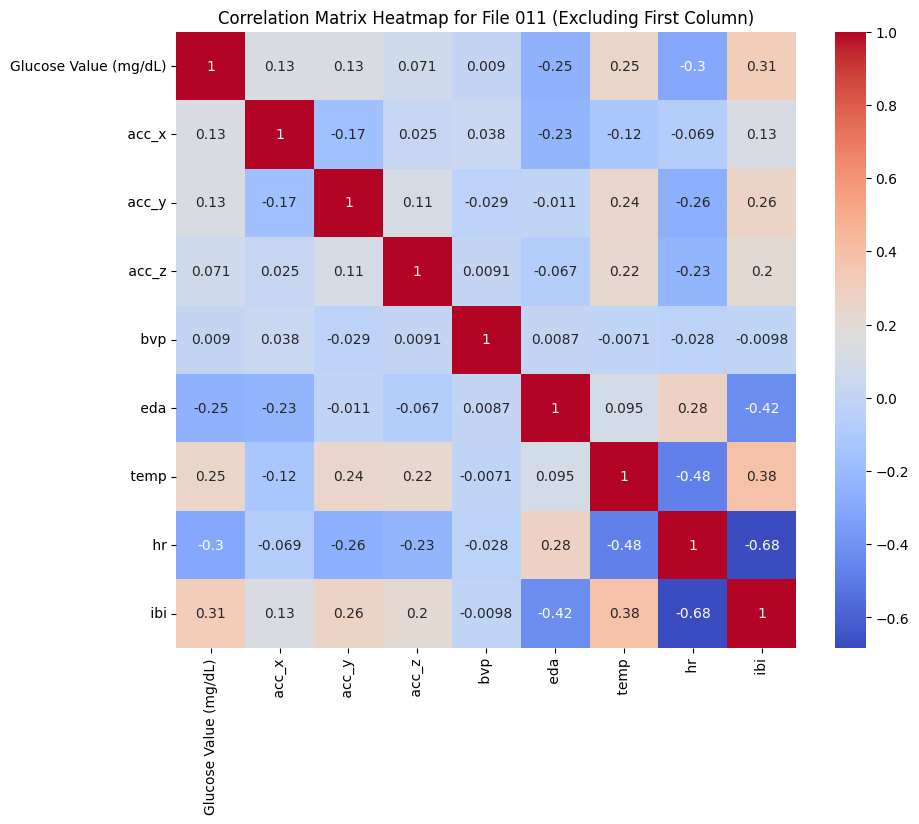 Correlation Matrix Heatmap for File 011 (Excluding First Column)
Glucose Value (mg/dL) 1 0.13 0.13 0.071 0.009 -0.25 0.25 -0.3 0.31
acc_x 0.13 1 -0.17 0.025 0.038 -0.23 -0.12 -0.069 0.13
acc_y 0.13 -0.17 1 0.11 -0.029 -0.011 0.24 -0.26 0.26
acc_z 0.071 0.025 0.11 1 0.0091 -0.067 0.22 -0.23 0.2
bvp 0.009 0.038 -0.029 0.0091 1 0.0087 -0.0071 -0.028 -0.0098
eda -0.25 -0.23 -0.011 -0.067 0.0087 1 0.095 0.28 -0.42
temp 0.25 -0.12 0.24 0.22 -0.0071 0.095 1 -0.48 0.38
hr -0.3 -0.069 -0.26 -0.23 -0.028 0.28 -0.48 1 -0.68
ibi 0.31 0.13 0.26 0.2 -0.0098 -0.42 0.38 -0.68 1
Glucose Value (mg/dL) acc_x acc_y acc_z bvp eda temp hr ibi
1.0
0.8
0.6
0.4
0.2
0.0
−0.2
−0.4
−0.6